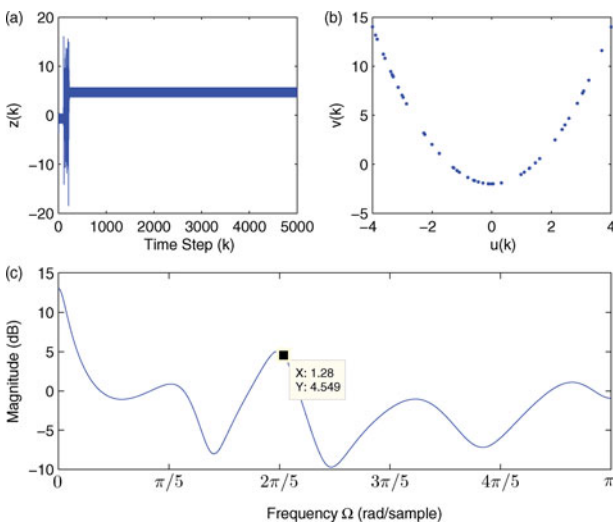 (a)
z(k)
20
10
0
−10
−20
0
1000
2000
3000
4000
5000
Time Step (k)
(b)
v(k)
15
10
5
0
−5
−4
−2
0
2
4
u(k)
(c)
Magnitude (dB)
15
10
5
0
−5
−10
X: 1.28
Y: 4.549
0
π/5
2π/5
3π/5
4π/5
π
Frequency Ω (rad/sample)